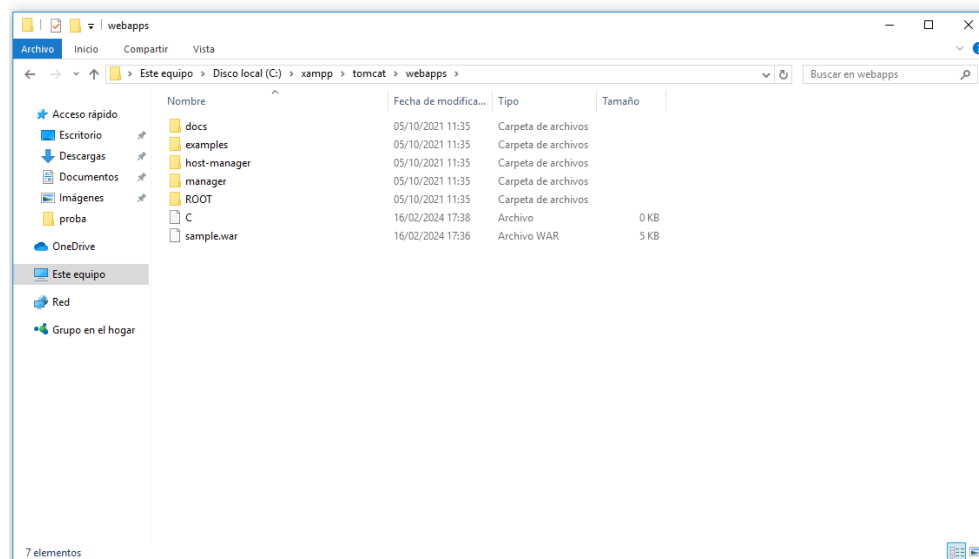 webapps
Archivo Inicio Compartir Vista
Este equipo > Disco local (C:) > xampp > tomcat > webapps > Buscar en webapps
Nombre Fecha de modifica... Tipo Tamaño
Acceso rápido
Escritorio
Descargas
Documentos
Imágenes
proba
OneDrive
Este equipo
Red
Grupo en el hogar
docs 05/10/2021 11:35 Carpeta de archivos
examples 05/10/2021 11:35 Carpeta de archivos
host-manager 05/10/2021 11:35 Carpeta de archivos
manager 05/10/2021 11:35 Carpeta de archivos
ROOT 05/10/2021 11:35 Carpeta de archivos
C 16/02/2024 17:38 Archivo 0 KB
sample.war 16/02/2024 17:36 Archivo WAR 5 KB
7 elementos